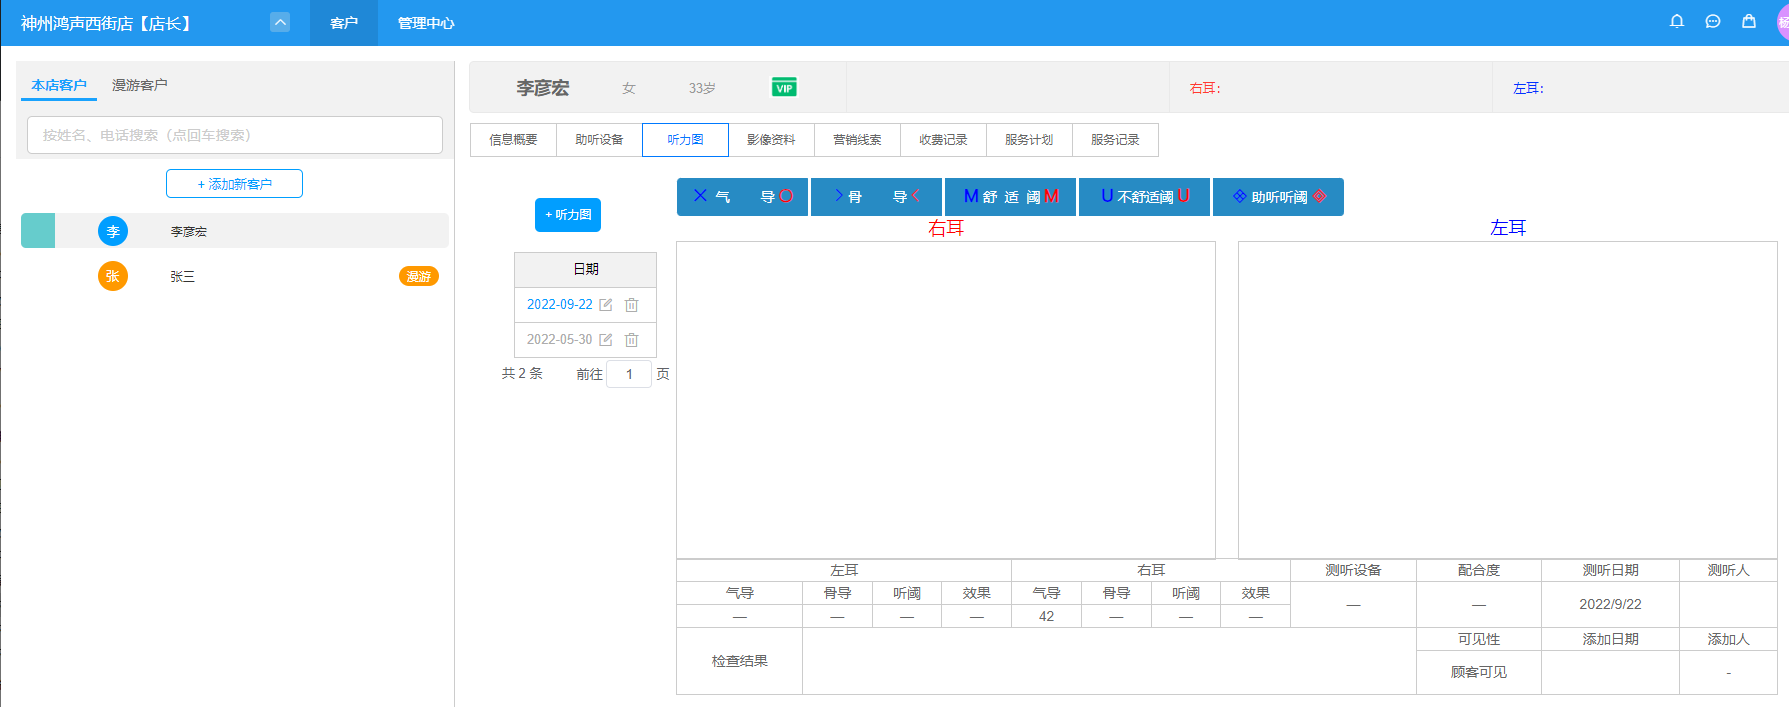 神州鸿声西街店【店长】 客户 管理中心 杨
本店客户 漫游客户
按姓名、电话搜索（点回车搜索）
+ 添加新客户
李 李彦宏
张 张三 漫游
李彦宏 女 33岁 VIP 右耳: 左耳:
信息概要 助听设备 听力图 影像资料 营销线索 收费记录 服务计划 服务记录
+ 听力图
日期
2022-09-22
2022-05-30
共 2 条 前往 1 页
气 导 骨 导 M 舒 适 阈 M U 不舒适阈 U 助听听阈
右耳 左耳
左耳 右耳 测听设备 配合度 测听日期 测听人
气导 骨导 听阈 效果 气导 骨导 听阈 效果 — — 2022/9/22
— — — — 42 — — —
检查结果 可见性 添加日期 添加人
顾客可见 -